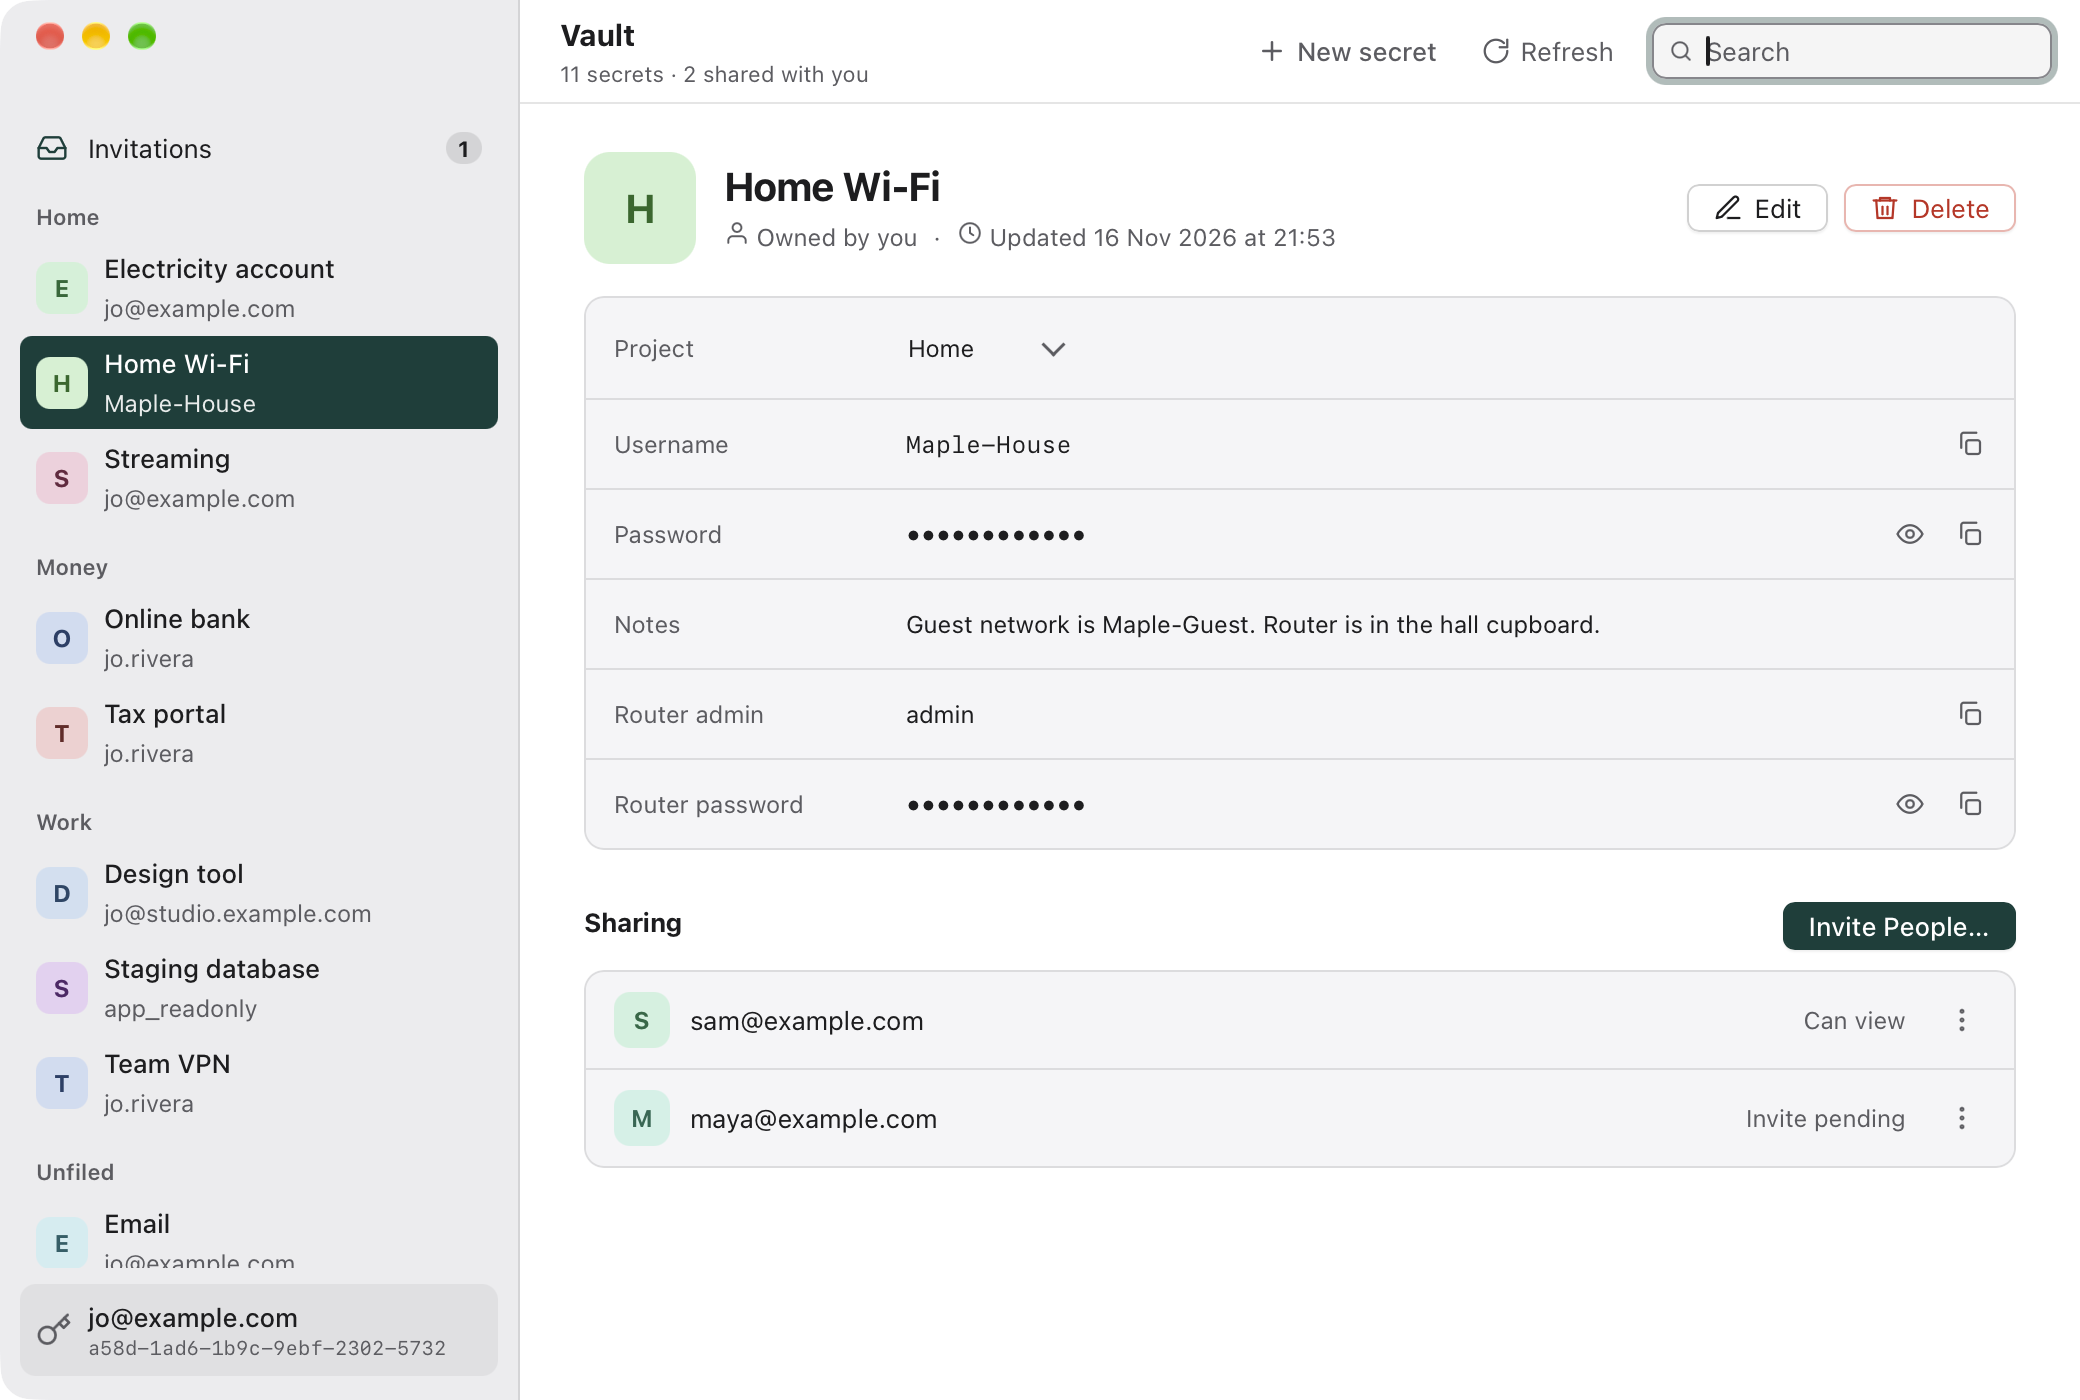 Vault
11 secrets · 2 shared with you
New secret
Refresh
Search
Invitations
1
Home
E
Electricity account
jo@example.com
H
Home Wi-Fi
Maple-House
S
Streaming
jo@example.com
Money
O
Online bank
jo.rivera
T
Tax portal
jo.rivera
Work
D
Design tool
jo@studio.example.com
S
Staging database
app_readonly
T
Team VPN
jo.rivera
Unfiled
E
Email
jo@example.com
jo@example.com
a58d-1ad6-1b9c-9ebf-2302-5732
H
Home Wi-Fi
Owned by you · Updated 16 Nov 2026 at 21:53
Edit
Delete
Project Home
Username Maple-House
Password ••••••••••••
Notes Guest network is Maple-Guest. Router is in the hall cupboard.
Router admin admin
Router password ••••••••••••
Sharing
Invite People...
S sam@example.com Can view
M maya@example.com Invite pending